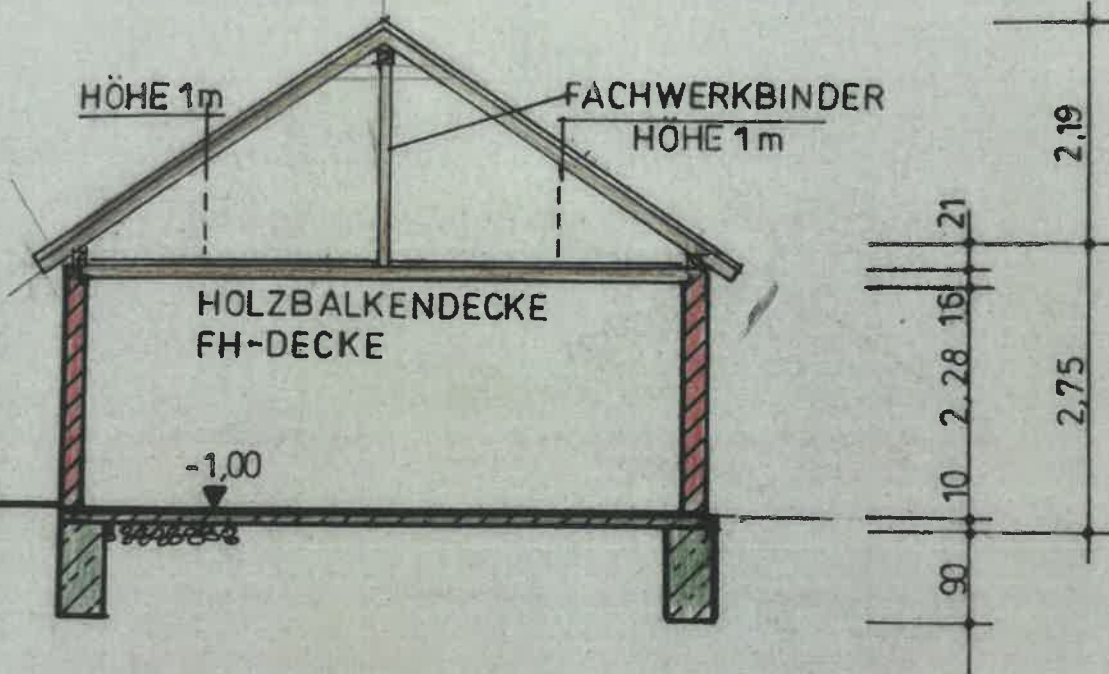 HÖHE 1m
FACHWERKBINDER
HÖHE 1m
HOLZBALKENDECKE
FH-DECKE
-1,00
21
16
2,28
10
90
2,19
2,75